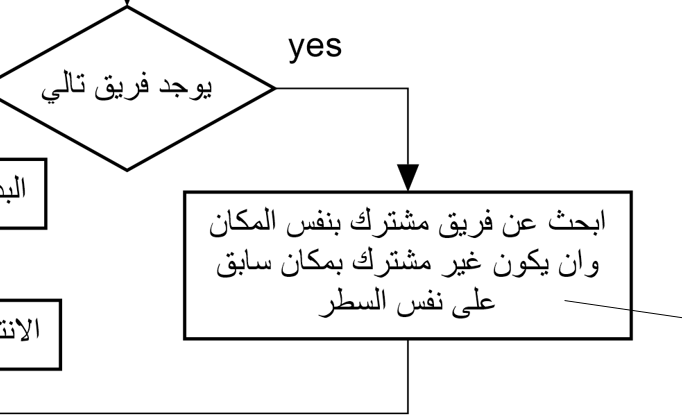 yes
يوجد فريق تالي
ابحث عن فريق مشترك بنفس المكان
وان يكون غير مشترك بمكان سابق
على نفس السطر